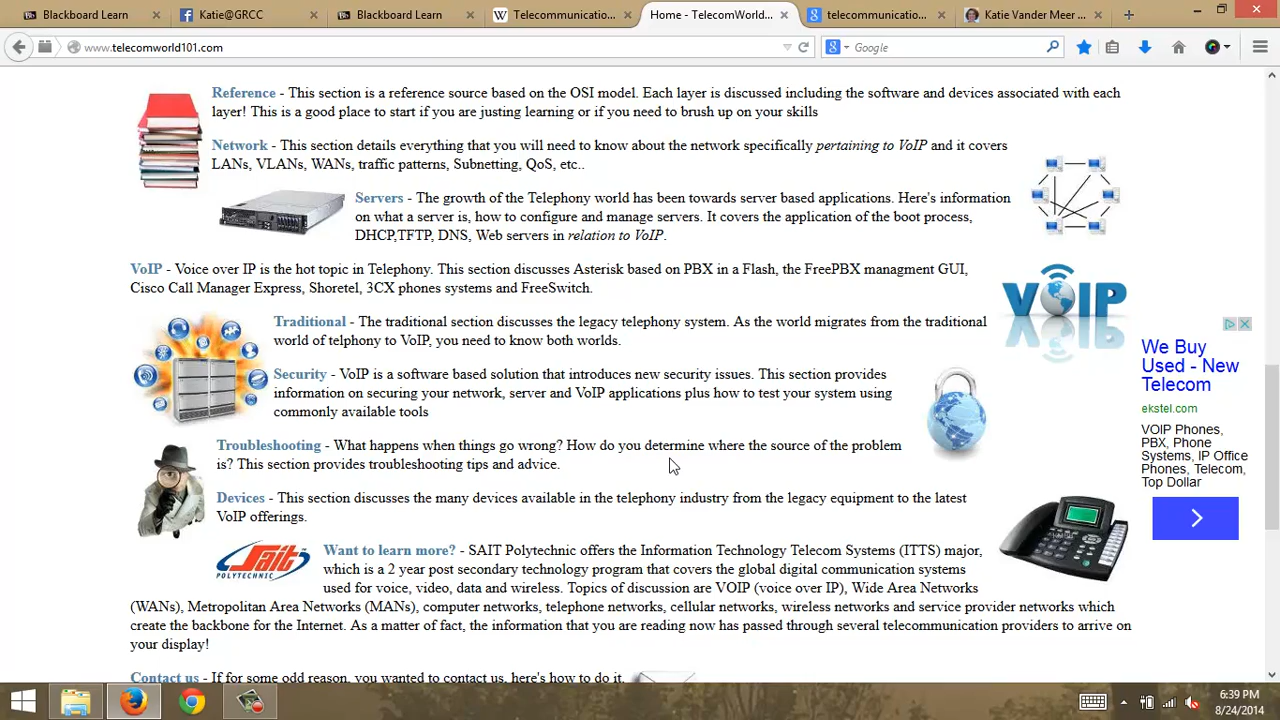 Blackboard Learn
Katie@GRCC
Blackboard Learn
Telecommunicatio...
Home - TelecomWorld...
telecommunicatio...
Katie Vander Meer ...
www.telecomworld101.com
Google
Reference - This section is a reference source based on the OSI model. Each layer is discussed including the software and devices associated with each
layer! This is a good place to start if you are just learning or if you need to brush up on your skills
Network - This section details everything that you will need to know about the network specifically pertaining to VoIP and it covers
LANs, VLANs, WANs, traffic patterns, Subnetting, QoS, etc..
Servers - The growth of the Telephony world has been towards server based applications. Here's information
on what a server is, how to configure and manage servers. It covers the application of the boot process,
DHCP,TFTP, DNS, Web servers in relation to VoIP.
VoIP - Voice over IP is the hot topic in Telephony. This section discusses Asterisk based on PBX in a Flash, the FreePBX managment GUI,
Cisco Call Manager Express, Shoretel, 3CX phones systems and FreeSwitch.
VOIP
Traditional - The traditional section discusses the legacy telephony system. As the world migrates from the traditional
world of telphony to VoIP, you need to know both worlds.
Security - VoIP is a software based solution that introduces new security issues. This section provides
information on securing your network, server and VoIP applications plus how to test your system using
commonly available tools
Troubleshooting - What happens when things go wrong? How do you determine where the source of the problem
is? This section provides troubleshooting tips and advice.
Devices - This section discusses the many devices available in the telephony industry from the legacy equipment to the latest
VoIP offerings.
Sait
POLYTECHNIC
Want to learn more? - SAIT Polytechnic offers the Information Technology Telecom Systems (ITTS) major,
which is a 2 year post secondary technology program that covers the global digital communication systems
used for voice, video, data and wireless. Topics of discussion are VOIP (voice over IP), Wide Area Networks
(WANs), Metropolitan Area Networks (MANs), computer networks, telephone networks, cellular networks, wireless networks and service provider networks which
create the backbone for the Internet. As a matter of fact, the information that you are reading now has passed through several telecommunication providers to arrive on
your display!
Contact us - If for some odd reason, you wanted to contact us, here's how to do it.
We Buy
Used - New
Telecom
ekstel.com
VOIP Phones,
PBX, Phone
Systems, IP Office
Phones, Telecom,
Top Dollar
6:39 PM
8/24/2014